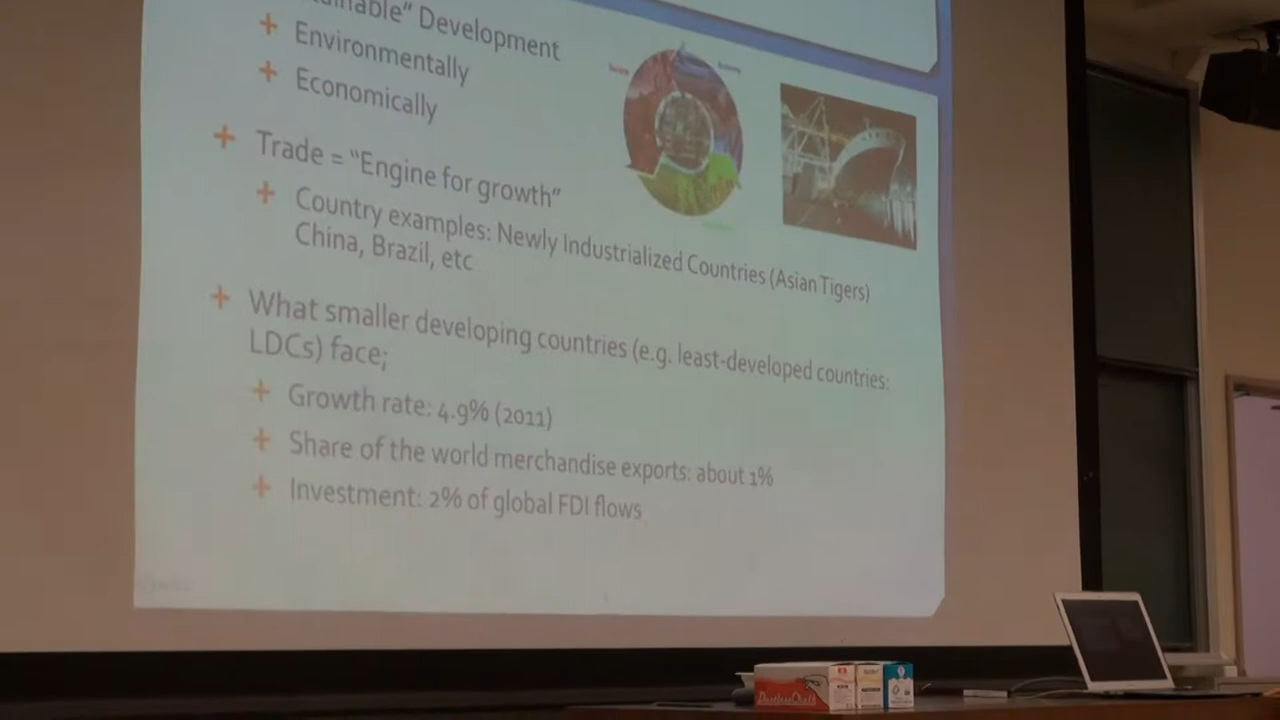 Development
Environmentally
Economically
Trade = “Engine for growth”
Country examples: Newly Industrialized Countries (Asian Tigers)
China, Brazil, etc
What smaller developing countries (e.g. least-developed countries:
LDCs) face;
Growth rate: 4.9% (2011)
Share of the world merchandise exports: about 1%
Investment: 2% of global FDI flows